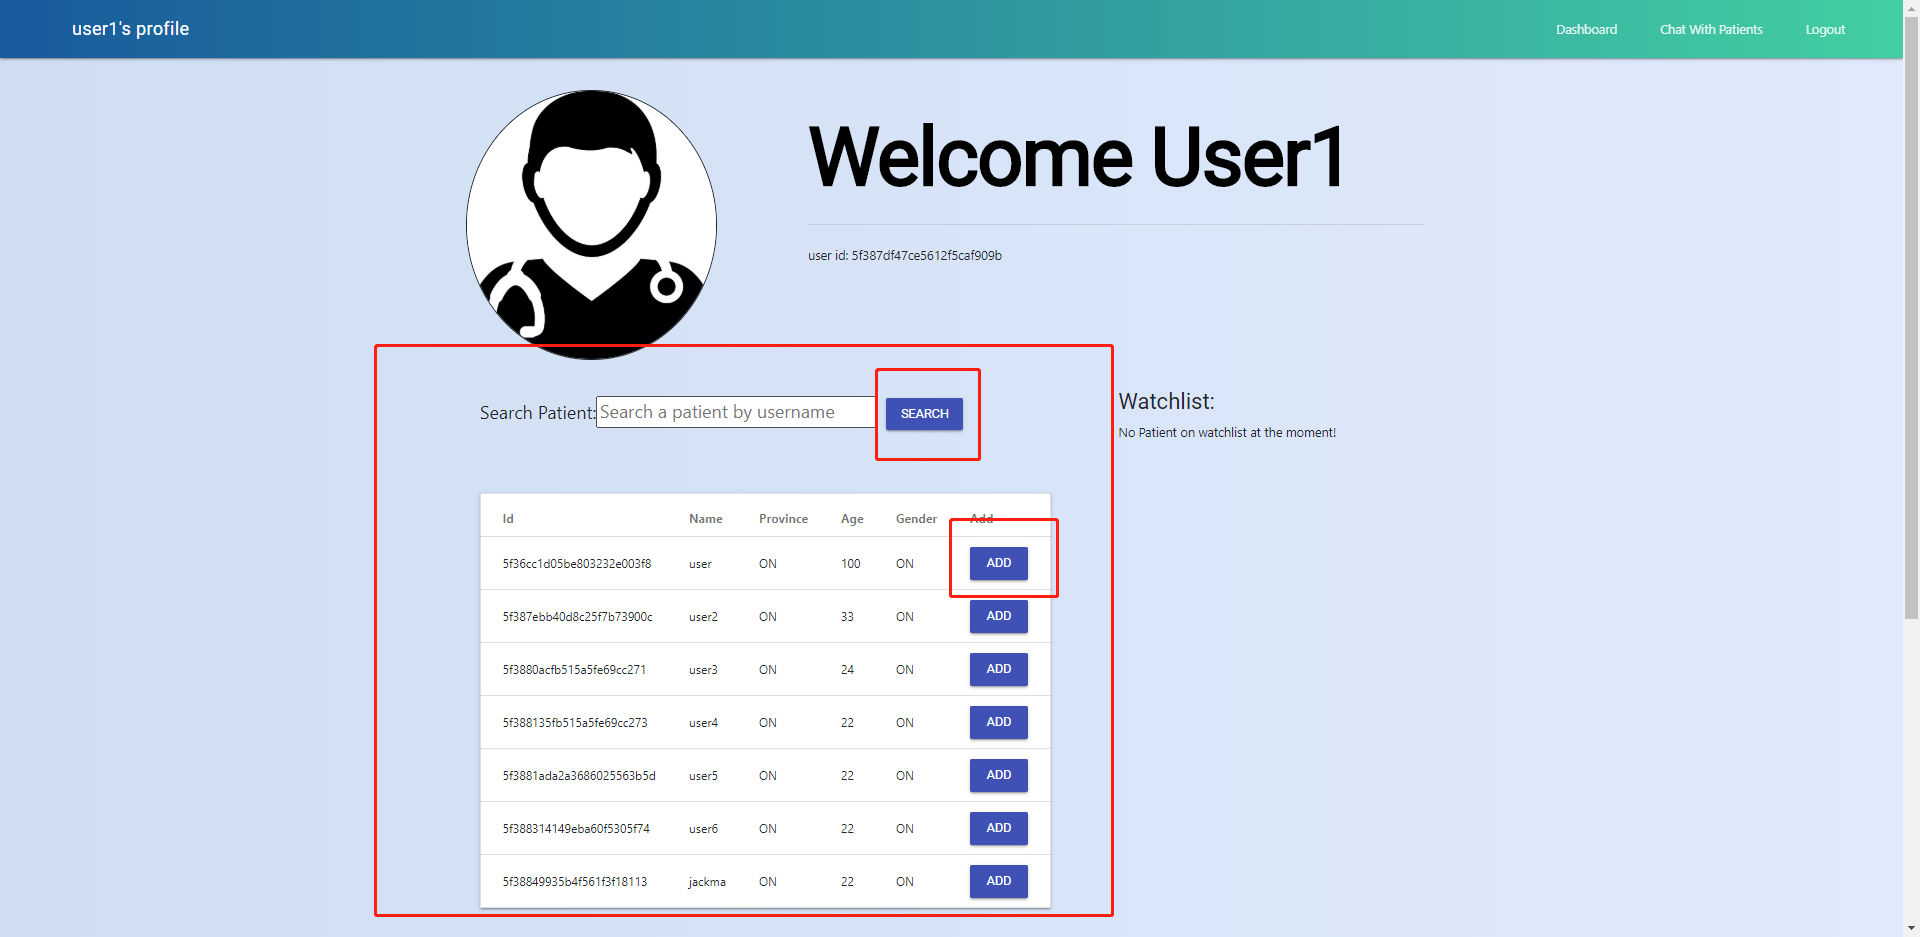 user1's profile Dashboard Chat With Patients Logout
Welcome User1
user id: 5f387df47ce5612f5caf909b
Search Patient: Search a patient by username SEARCH
Watchlist:
No Patient on watchlist at the moment!
Id Name Province Age Gender Add
5f36cc1d05be803232e003f8 user ON 100 ON ADD
5f387ebb40d8c25f7b73900c user2 ON 33 ON ADD
5f3880acfb515a5fe69cc271 user3 ON 24 ON ADD
5f388135fb515a5fe69cc273 user4 ON 22 ON ADD
5f3881ada2a3686025563b5d user5 ON 22 ON ADD
5f388314149eba60f5305f74 user6 ON 22 ON ADD
5f38849935b4f561f3f18113 jackma ON 22 ON ADD